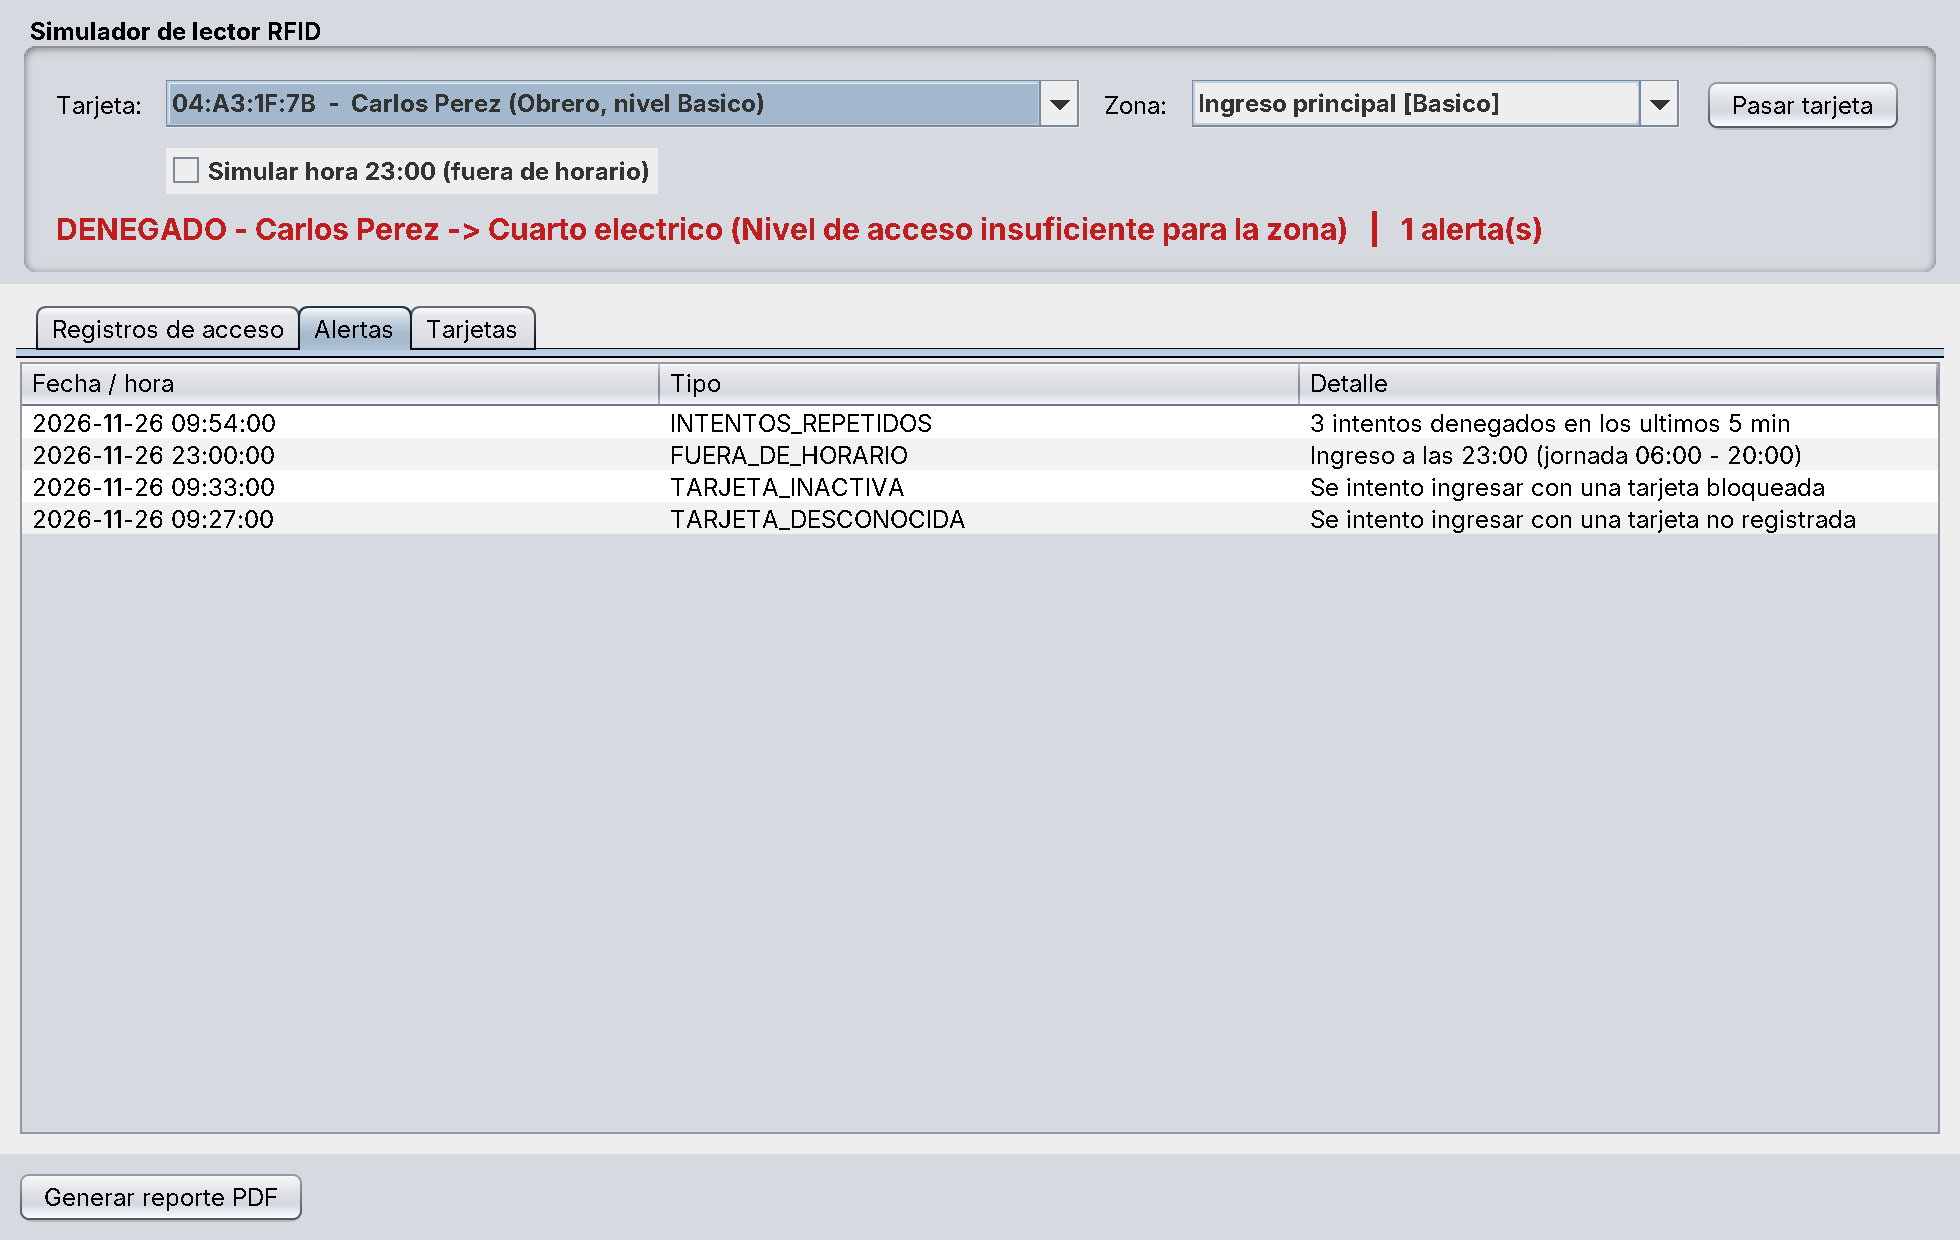 Simulador de lector RFID
Tarjeta: 04:A3:1F:7B - Carlos Perez (Obrero, nivel Basico) Zona: Ingreso principal [Basico] Pasar tarjeta
Simular hora 23:00 (fuera de horario)
DENEGADO - Carlos Perez -> Cuarto electrico (Nivel de acceso insuficiente para la zona) | 1 alerta(s)
Registros de acceso Alertas Tarjetas
Fecha / hora Tipo Detalle
2026-11-26 09:54:00 INTENTOS_REPETIDOS 3 intentos denegados en los ultimos 5 min
2026-11-26 23:00:00 FUERA_DE_HORARIO Ingreso a las 23:00 (jornada 06:00 - 20:00)
2026-11-26 09:33:00 TARJETA_INACTIVA Se intento ingresar con una tarjeta bloqueada
2026-11-26 09:27:00 TARJETA_DESCONOCIDA Se intento ingresar con una tarjeta no registrada
Generar reporte PDF